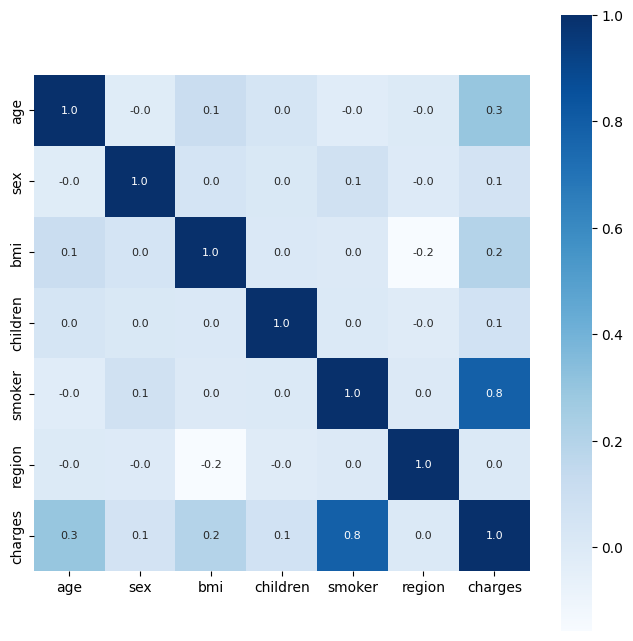 age 1.0 -0.0 0.1 0.0 -0.0 -0.0 0.3
sex -0.0 1.0 0.0 0.0 0.1 -0.0 0.1
bmi 0.1 0.0 1.0 0.0 0.0 -0.2 0.2
children 0.0 0.0 0.0 1.0 0.0 -0.0 0.1
smoker -0.0 0.1 0.0 0.0 1.0 0.0 0.8
region -0.0 -0.0 -0.2 -0.0 0.0 1.0 0.0
charges 0.3 0.1 0.2 0.1 0.8 0.0 1.0
age sex bmi children smoker region charges
1.0
0.8
0.6
0.4
0.2
0.0